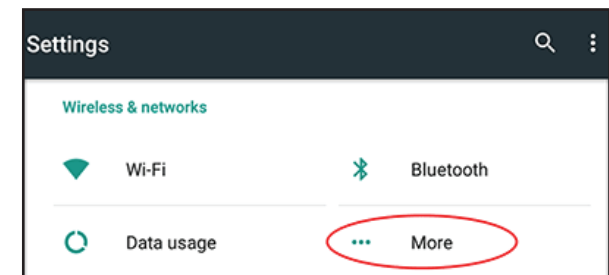 Settings
Wireless & networks
Wi-Fi
Bluetooth
Data usage
More